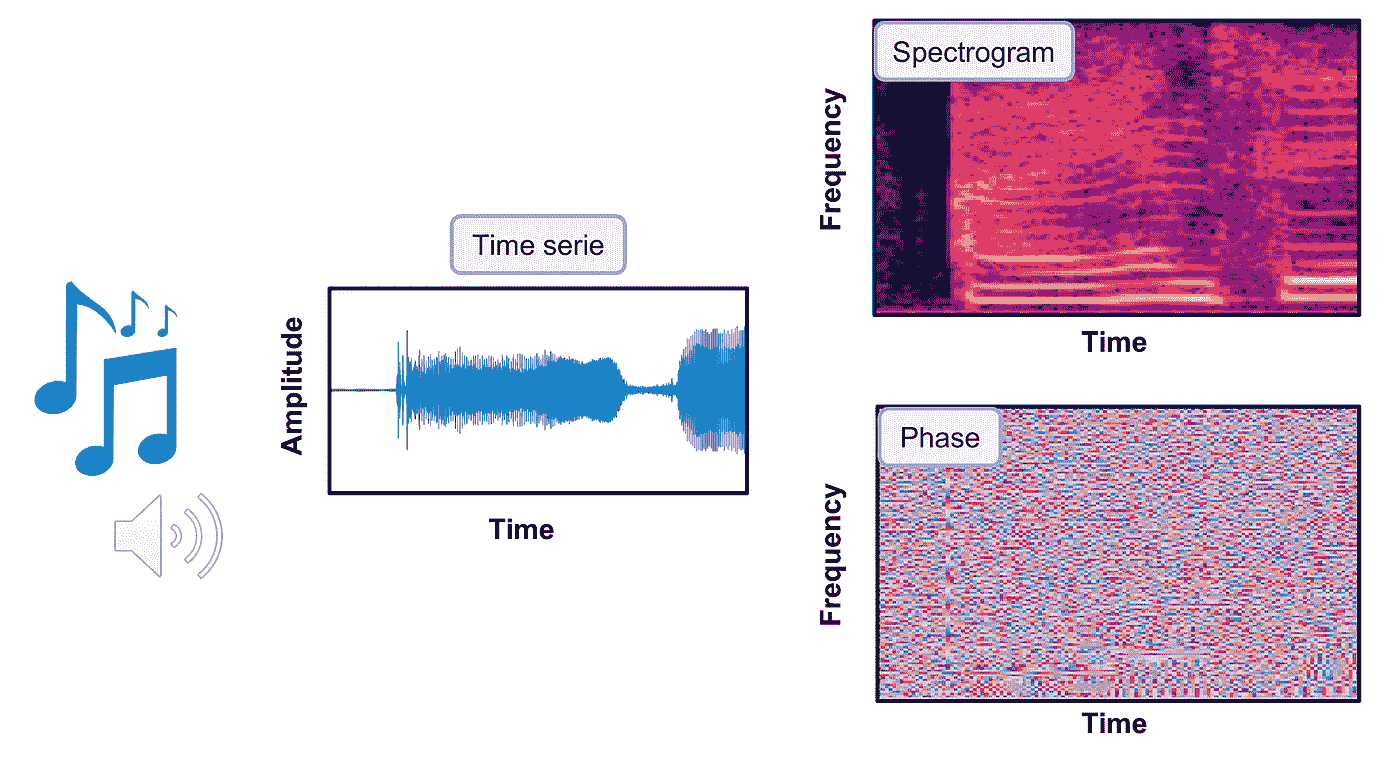 Time serie
Amplitude
Time
Spectrogram
Frequency
Time
Phase
Frequency
Time